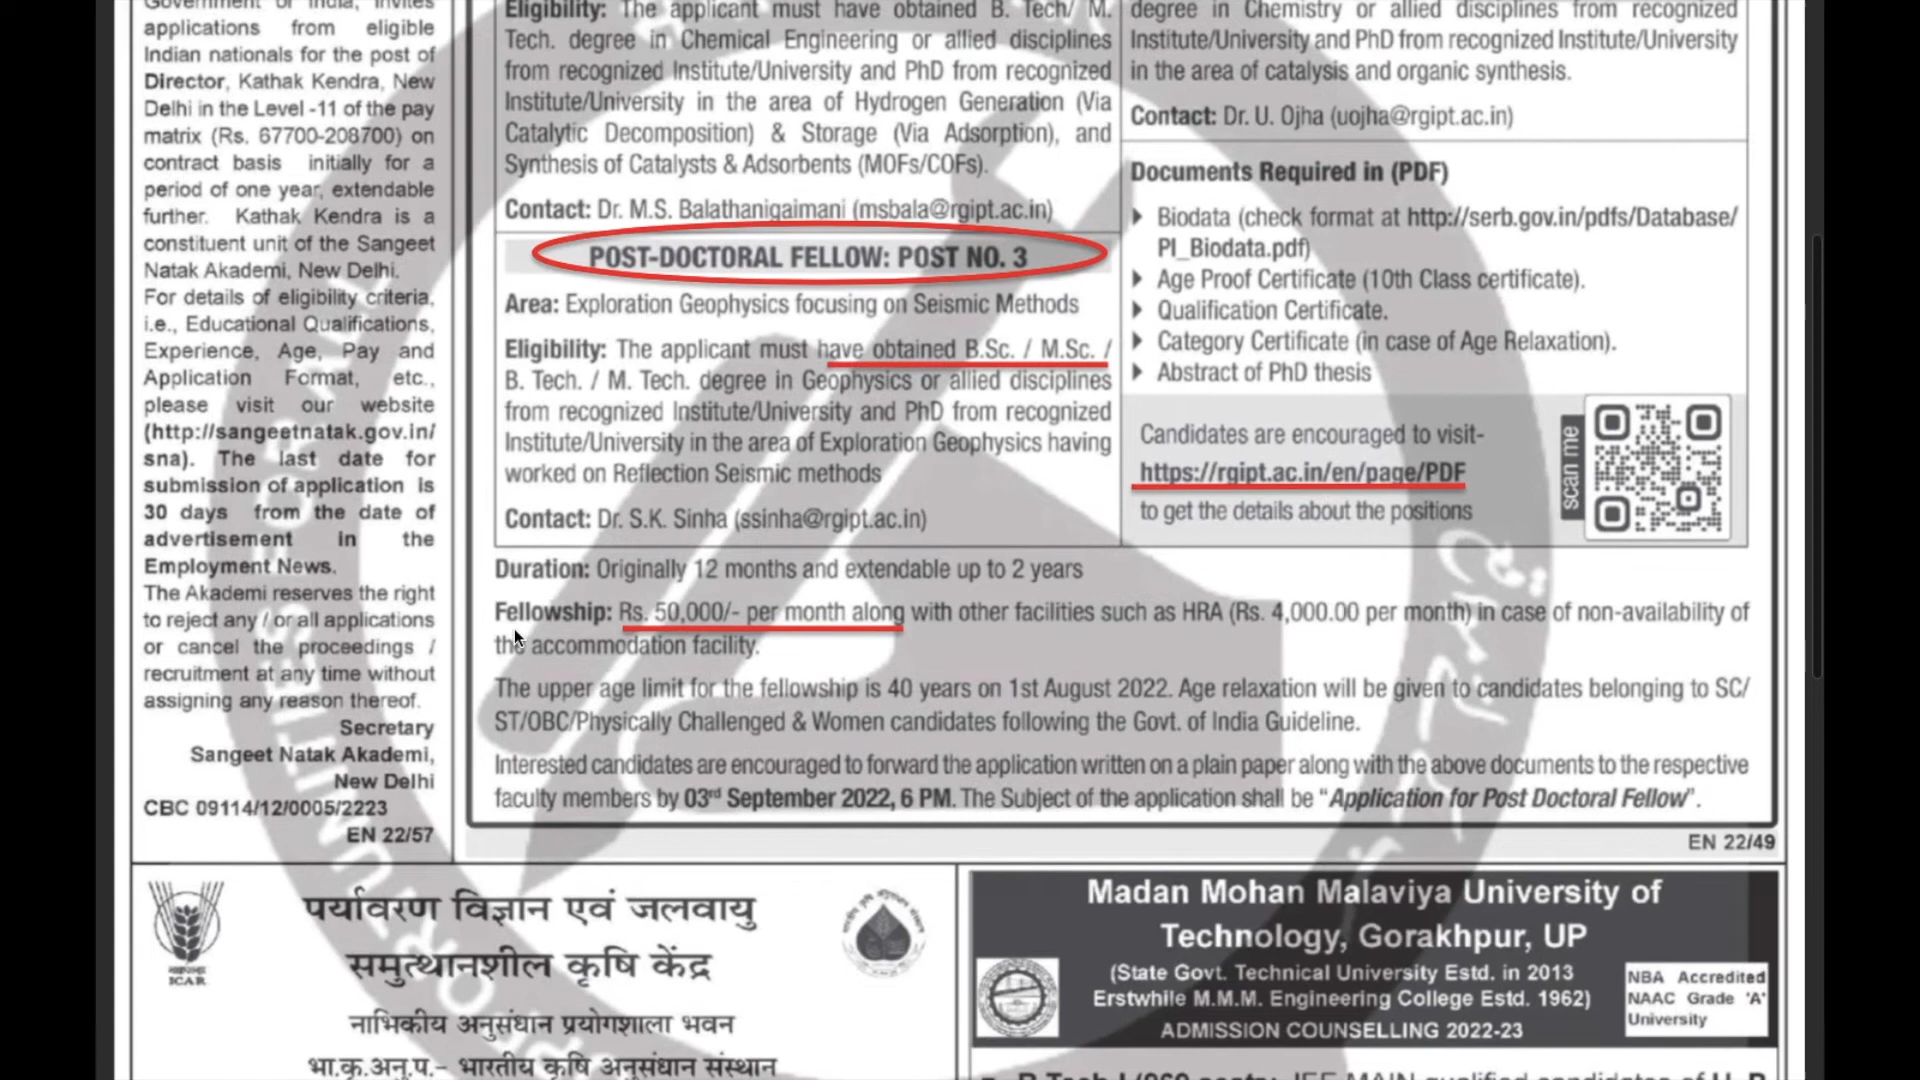 Government of India, invites
applications from eligible
Indian nationals for the post of
Director, Kathak Kendra, New
Delhi in the Level -11 of the pay
matrix (Rs. 67700-208700) on
contract basis initially for a
period of one year, extendable
further. Kathak Kendra is a
constituent unit of the Sangeet
Natak Akademi, New Delhi.
For details of eligibility criteria,
i.e., Educational Qualifications,
Experience, Age, Pay and
Application Format, etc.,
please visit our website
(http://sangeetnatak.gov.in/
sna). The last date for
submission of application is
30 days from the date of
advertisement in the
Employment News.
The Akademi reserves the right
to reject any / or all applications
or cancel the proceedings /
recruitment at any time without
assigning any reason thereof.
Secretary
Sangeet Natak Akademi,
New Delhi
CBC 09114/12/0005/2223
EN 22/57
Eligibility: The applicant must have obtained B. Tech/ M.
Tech. degree in Chemical Engineering or allied disciplines
from recognized Institute/University and PhD from recognized
Institute/University in the area of Hydrogen Generation (Via
Catalytic Decomposition) & Storage (Via Adsorption), and
Synthesis of Catalysts & Adsorbents (MOFs/COFs).
Contact: Dr. M.S. Balathanigaimani (msbala@rgipt.ac.in)
POST-DOCTORAL FELLOW: POST NO. 3
Area: Exploration Geophysics focusing on Seismic Methods
Eligibility: The applicant must have obtained B.Sc. / M.Sc. /
B. Tech. / M. Tech. degree in Geophysics or allied disciplines
from recognized Institute/University and PhD from recognized
Institute/University in the area of Exploration Geophysics having
worked on Reflection Seismic methods
Contact: Dr. S.K. Sinha (ssinha@rgipt.ac.in)
degree in Chemistry or allied disciplines from recognized
Institute/University and PhD from recognized Institute/University
in the area of catalysis and organic synthesis.
Contact: Dr. U. Ojha (uojha@rgipt.ac.in)
Documents Required in (PDF)
Biodata (check format at http://serb.gov.in/pdfs/Database/
PI_Biodata.pdf)
Age Proof Certificate (10th Class certificate).
Qualification Certificate.
Category Certificate (in case of Age Relaxation).
Abstract of PhD thesis
Candidates are encouraged to visit-
https://rgipt.ac.in/en/page/PDF
to get the details about the positions
scan me
Duration: Originally 12 months and extendable up to 2 years
Fellowship: Rs. 50,000/- per month along with other facilities such as HRA (Rs. 4,000.00 per month) in case of non-availability of
the accommodation facility.
The upper age limit for the fellowship is 40 years on 1st August 2022. Age relaxation will be given to candidates belonging to SC/
ST/OBC/Physically Challenged & Women candidates following the Govt. of India Guideline.
Interested candidates are encouraged to forward the application written on a plain paper along with the above documents to the respective
faculty members by 03rd September 2022, 6 PM. The Subject of the application shall be "Application for Post Doctoral Fellow".
EN 22/49
ICAR
पर्यावरण विज्ञान एवं जलवायु
समुत्थानशील कृषि केंद्र
नाभिकीय अनुसंधान प्रयोगशाला भवन
भा.कृ.अनु.प.- भारतीय कृषि अनुसंधान संस्थान
Madan Mohan Malaviya University of
Technology, Gorakhpur, UP
(State Govt. Technical University Estd. in 2013
Erstwhile M.M.M. Engineering College Estd. 1962)
ADMISSION COUNSELLING 2022-23
NBA Accredited
NAAC Grade 'A'
University